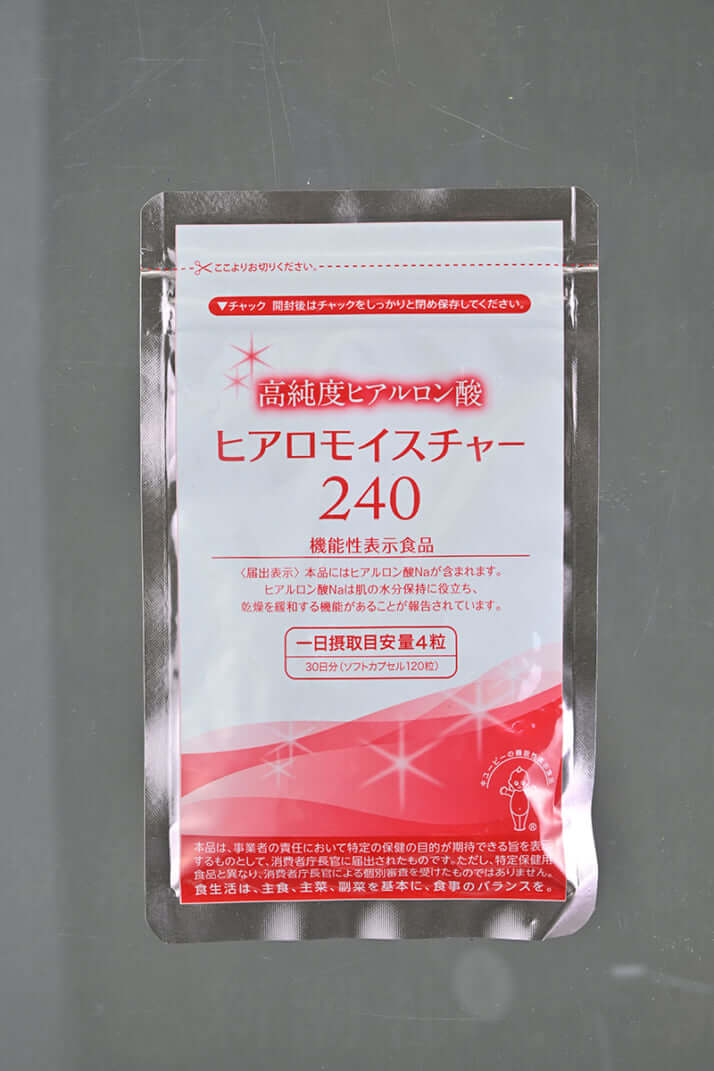 ここよりお切りください。
▼チャック 開封後はチャックをしっかりと閉め保存してください。
高純度ヒアルロン酸
ヒアロモイスチャー
240
機能性表示食品
〈届出表示〉本品にはヒアルロン酸Naが含まれます。
ヒアルロン酸Naは肌の水分保持に役立ち、
乾燥を緩和する機能があることが報告されています。
一日摂取目安量4粒
30日分(ソフトカプセル120粒)
キユーピーの機能性表示食品
®
本品は、事業者の責任において特定の保健の目的が期待できる旨を表示
するものとして、消費者庁長官に届出されたものです。ただし、特定保健用
食品と異なり、消費者庁長官による個別審査を受けたものではありません。
食生活は、主食、主菜、副菜を基本に、食事のバランスを。